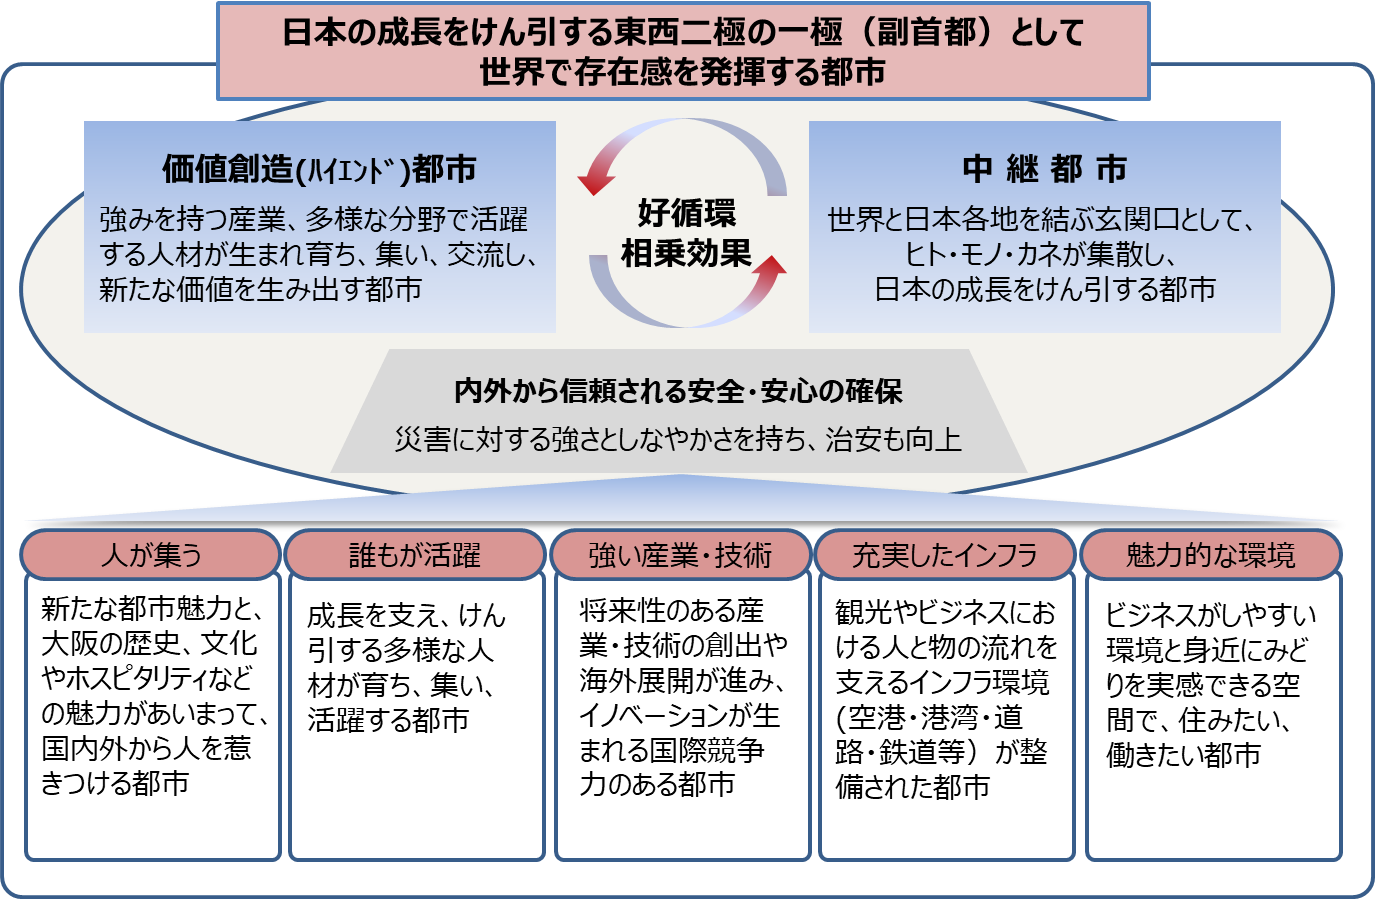 日本の成長をけん引する東西二極の一極（副首都）として
世界で存在感を発揮する都市
価値創造(ﾊｲｴﾝﾄﾞ)都市
強みを持つ産業、多様な分野で活躍
する人材が生まれ育ち、集い、交流し、
新たな価値を生み出す都市
好循環
相乗効果
中 継 都 市
世界と日本各地を結ぶ玄関口として、
ヒト・モノ・カネが集散し、
日本の成長をけん引する都市
内外から信頼される安全・安心の確保
災害に対する強さとしなやかさを持ち、治安も向上
人が集う
新たな都市魅力と、
大阪の歴史、文化
やホスピタリティなど
の魅力があいまって、
国内外から人を惹
きつける都市
誰もが活躍
成長を支え、けん
引する多様な人
材が育ち、集い、
活躍する都市
強い産業・技術
将来性のある産
業・技術の創出や
海外展開が進み、
イノベーションが生
まれる国際競争
力のある都市
充実したインフラ
観光やビジネスにお
ける人と物の流れを
支えるインフラ環境
(空港・港湾・道
路・鉄道等）が整
備された都市
魅力的な環境
ビジネスがしやすい
環境と身近にみど
りを実感できる空
間で、住みたい、
働きたい都市